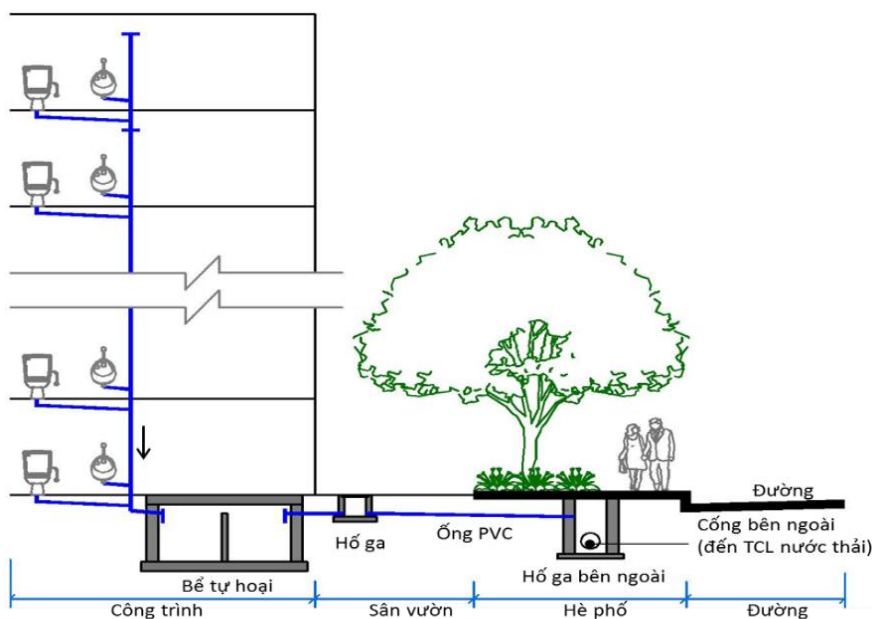 Đường
Cống bên ngoài
(đến TCL nước thải)
Hố ga
Ống PVC
Hố ga bên ngoài
Bể tự hoại
Công trình
Sân vườn
Hè phố
Đường